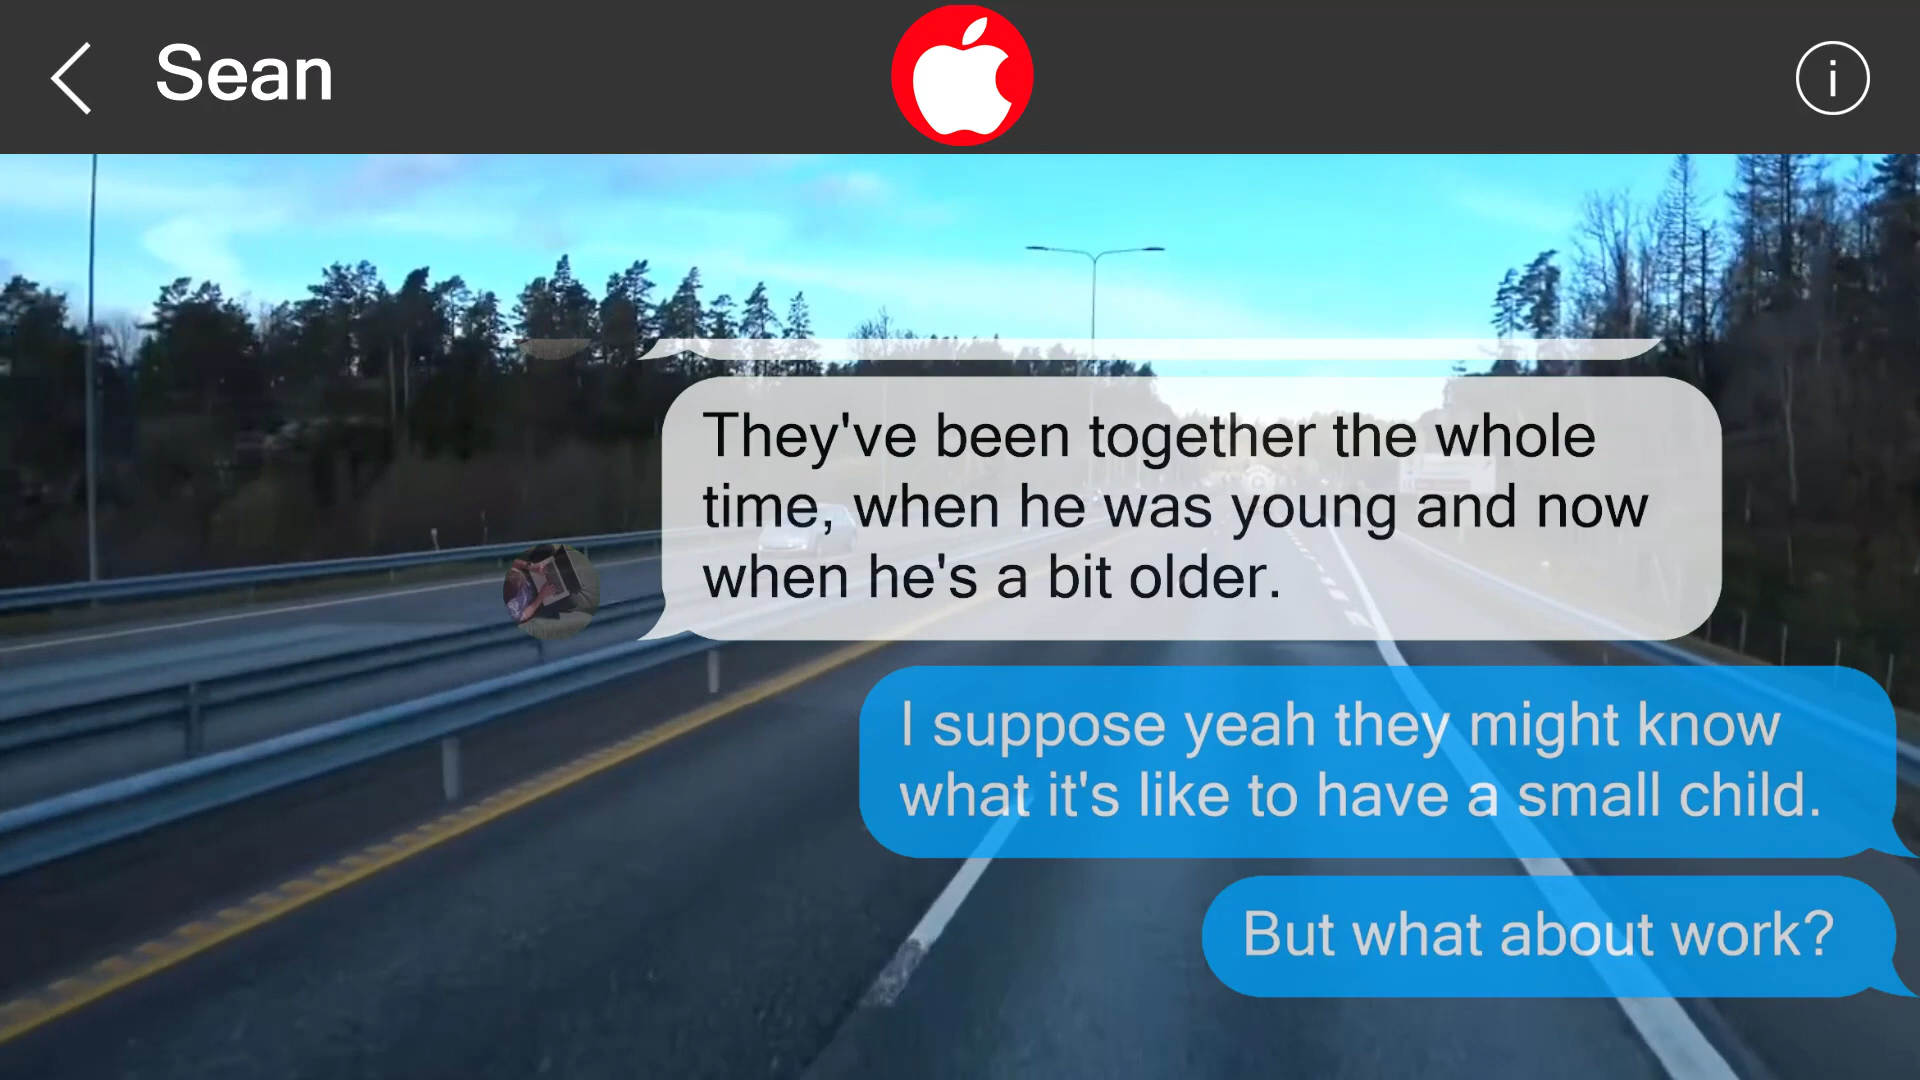 Sean
i
They've been together the whole
time, when he was young and now
when he's a bit older.
I suppose yeah they might know
what it's like to have a small child.
But what about work?